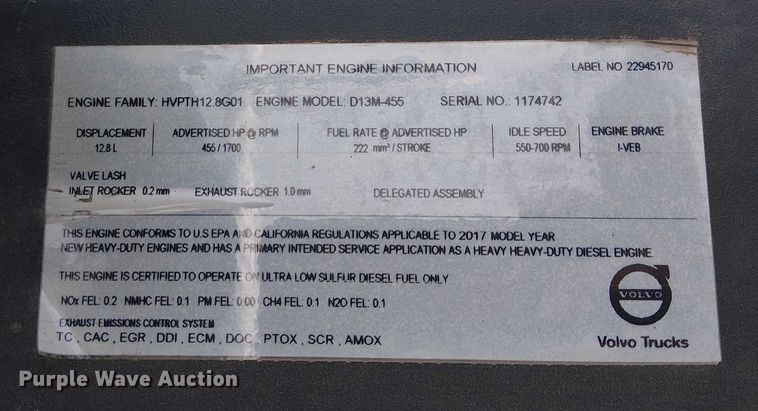 IMPORTANT ENGINE INFORMATION LABEL NO 22945170
ENGINE FAMILY: HVPTH12.8G01 ENGINE MODEL: D13M-455 SERIAL NO.: 1174742
DISPLACEMENT ADVERTISED HP @ RPM FUEL RATE @ ADVERTISED HP IDLE SPEED ENGINE BRAKE
12.8 L 455 / 1700 222 mm³ / STROKE 550-700 RPM I-VEB
VALVE LASH
INLET ROCKER 0.2 mm EXHAUST ROCKER 1.0 mm DELEGATED ASSEMBLY
THIS ENGINE CONFORMS TO U.S EPA AND CALIFORNIA REGULATIONS APPLICABLE TO 2017 MODEL YEAR
NEW HEAVY-DUTY ENGINES AND HAS A PRIMARY INTENDED SERVICE APPLICATION AS A HEAVY HEAVY-DUTY DIESEL ENGINE.
THIS ENGINE IS CERTIFIED TO OPERATE ON ULTRA LOW SULFUR DIESEL FUEL ONLY
NOx FEL: 0.2 NMHC FEL: 0.1 PM FEL: 0.00 CH4 FEL: 0.1 N2O FEL: 0.1
EXHAUST EMISSIONS CONTROL SYSTEM
TC , CAC , EGR , DDI , ECM , DOC , PTOX , SCR , AMOX
VOLVO
Volvo Trucks
Purple Wave Auction